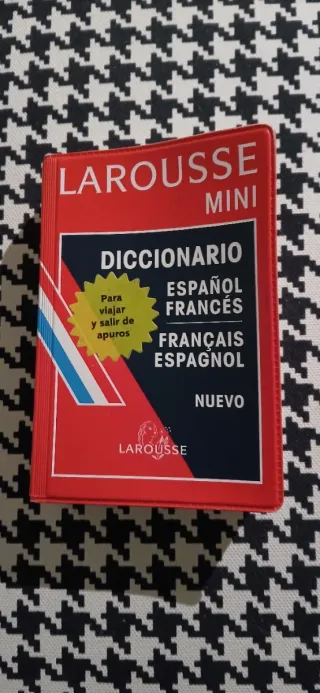 LAROUSSE
MINI
DICCIONARIO
ESPAÑOL
FRANCÉS
FRANÇAIS
ESPAGNOL
NUEVO
Para
viajar
y salir de
apuros
LAROUSSE